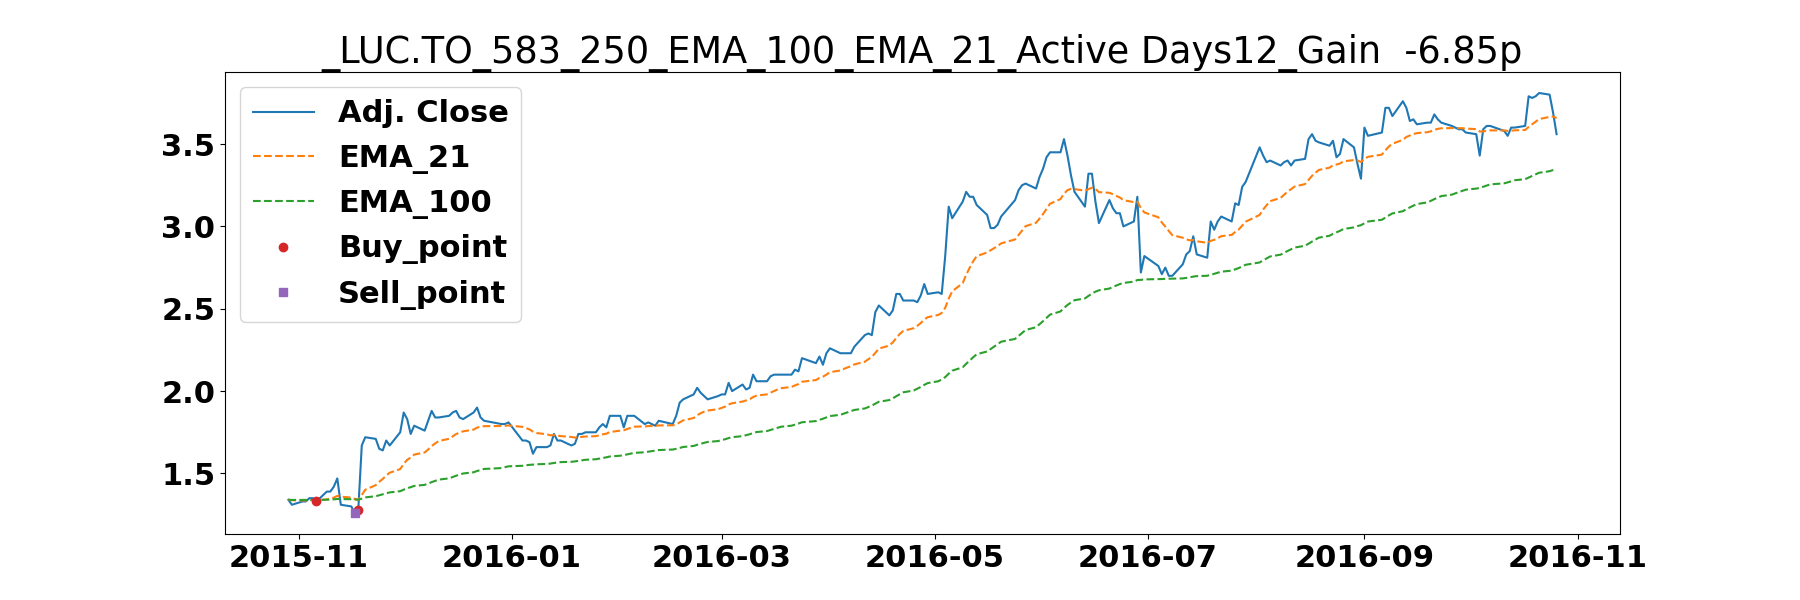 _LUC.TO_583_250_EMA_100_EMA_21_Active Days12_Gain  -6.85p
Adj. Close
EMA_21
EMA_100
Buy_point
Sell_point
3.5
3.0
2.5
2.0
1.5
2015-11 2016-01 2016-03 2016-05 2016-07 2016-09 2016-11